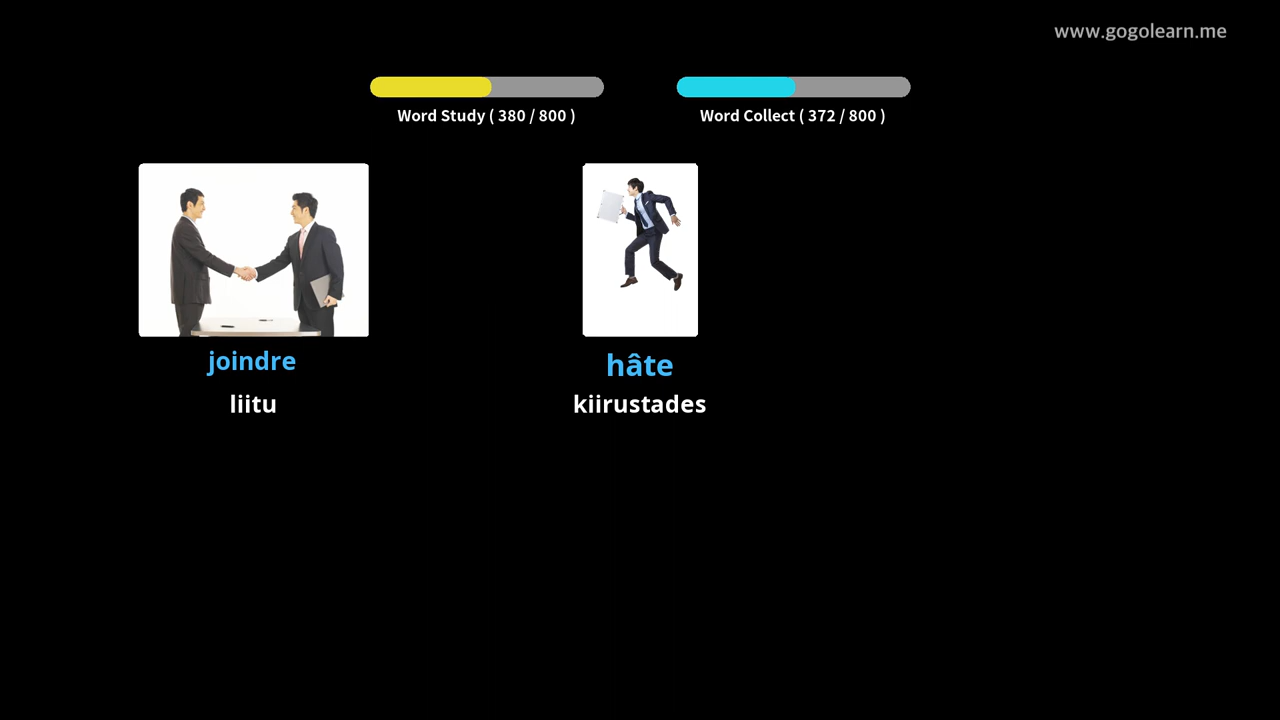 www.gogolearn.me
Word Study ( 380 / 800 )
Word Collect ( 372 / 800 )
joindre
liitu
hâte
kiirustades